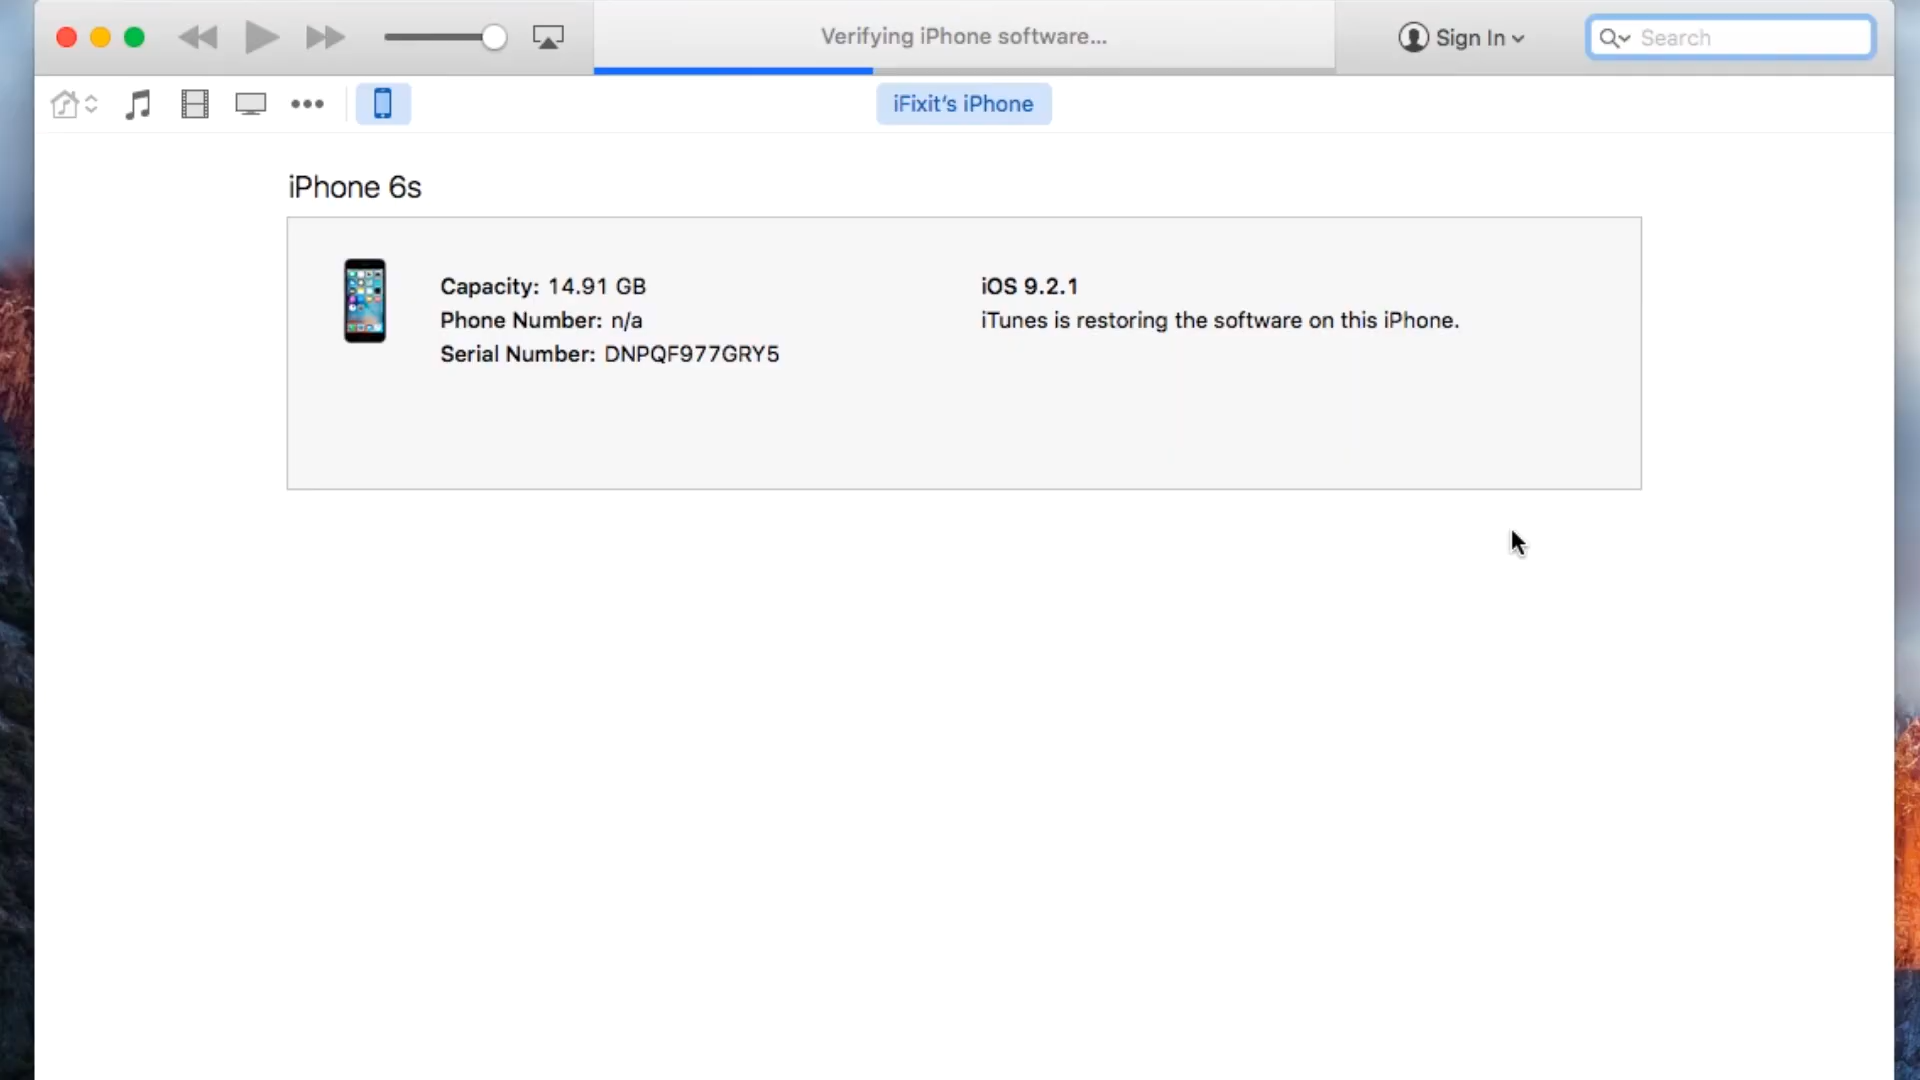 Verifying iPhone software...
Sign In
Search
iFixit's iPhone
iPhone 6s
Capacity: 14.91 GB
Phone Number: n/a
Serial Number: DNPQF977GRY5
iOS 9.2.1
iTunes is restoring the software on this iPhone.